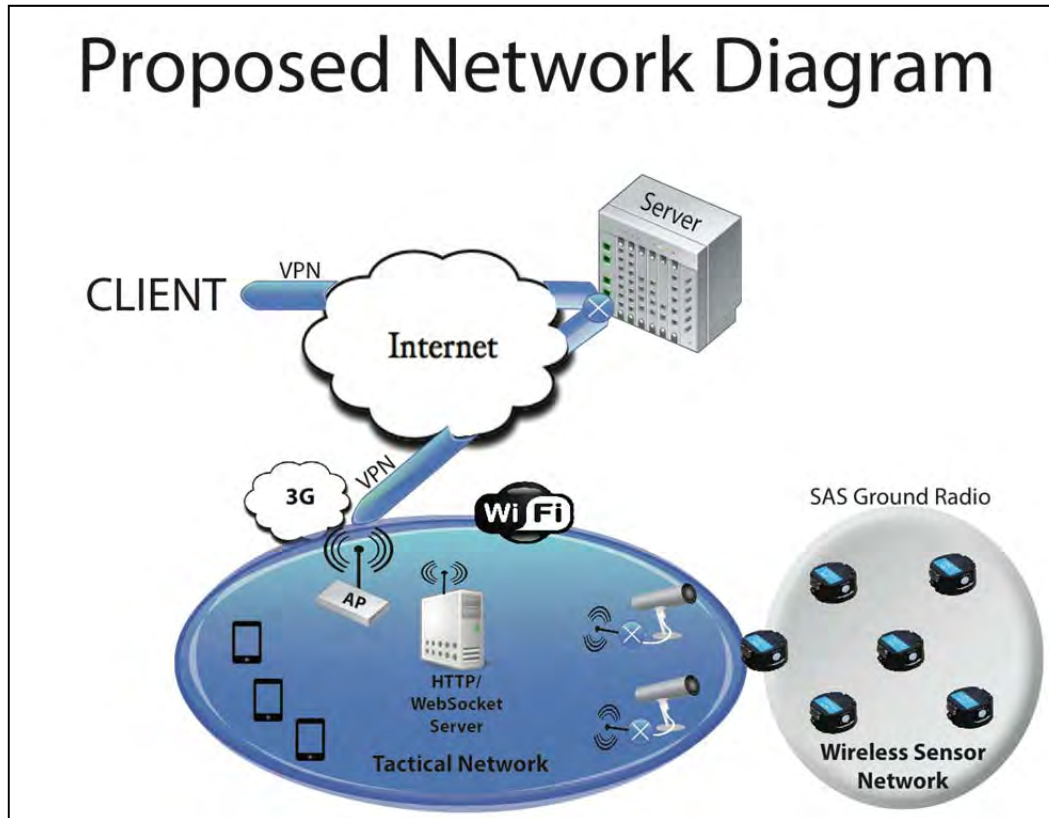 Proposed Network Diagram
Server
VPN
CLIENT
Internet
VPN
3G
Wi Fi
SAS Ground Radio
AP
HTTP/
WebSocket
Server
Tactical Network
Wireless Sensor
Network